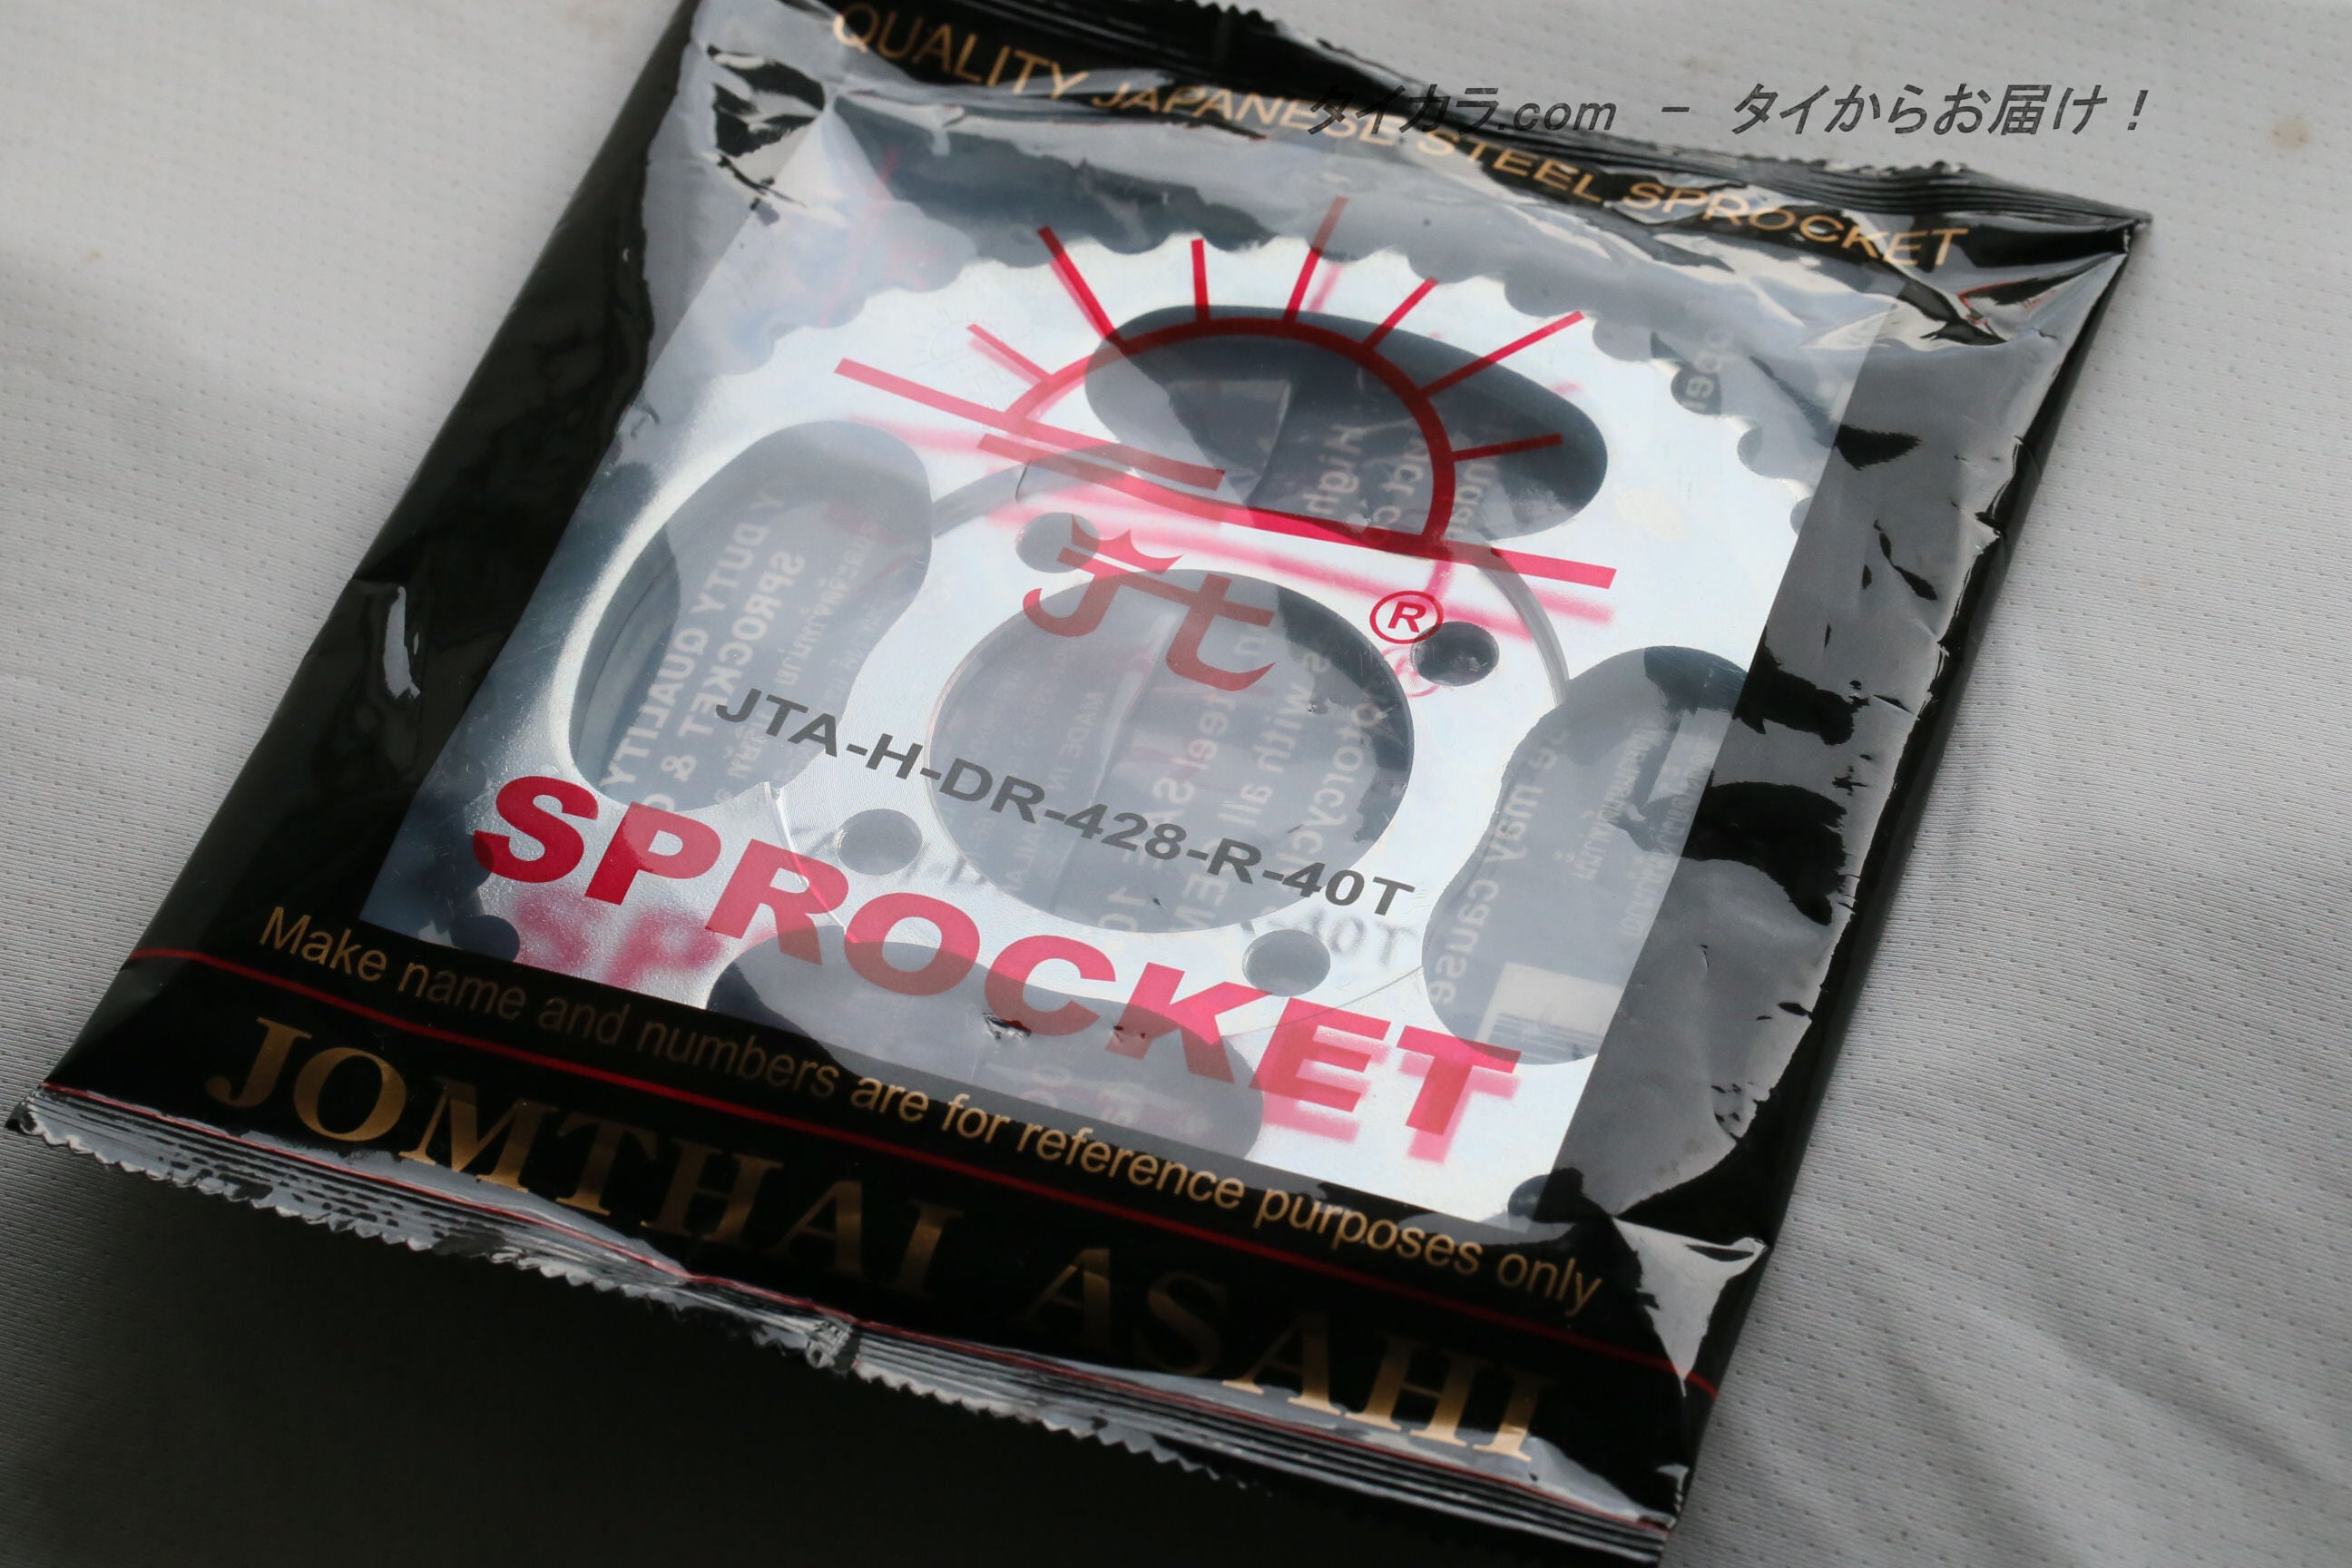 タイカラ.com － タイからお届け！
QUALITY JAPANESE STEEL SPROCKET
Jt
®
JTA-H-DR-428-R-40T
SPROCKET
Make name and numbers are for reference purposes only
JOMTHAI ASAHI